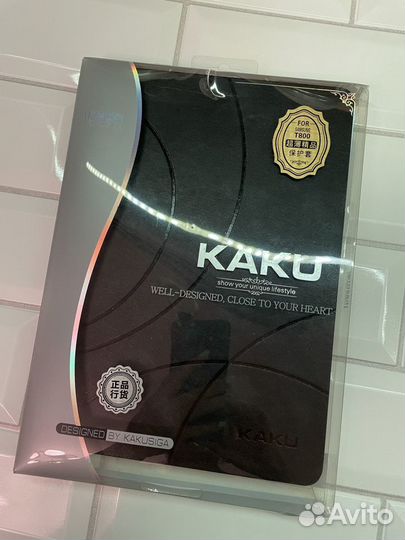 FOR
T800
超薄精品
保护套
KAKU
show your unique lifestyle
WELL-DESIGNED, CLOSE TO YOUR HEART
正品
行货
KAKU
DESIGNED BY KAKUSIGA
Avito